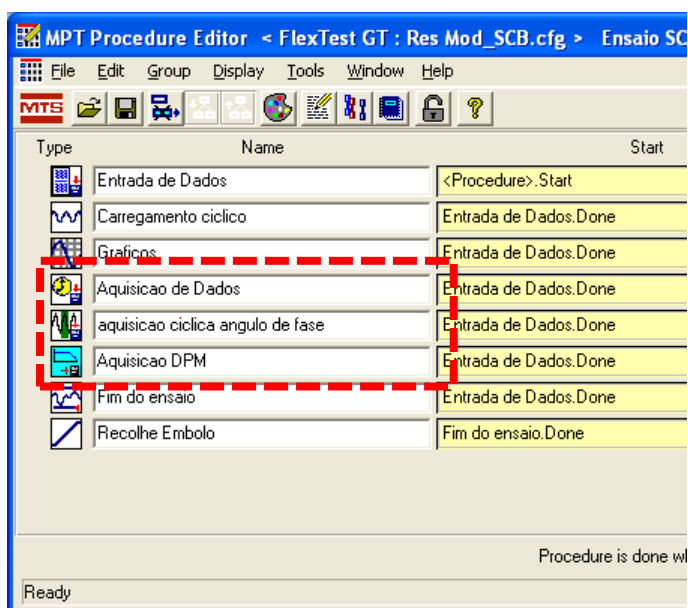 MPT Procedure Editor < FlexTest GT : Res Mod_SCB.cfg > Ensaio SC
File Edit Group Display Tools Window Help
MTS
Type Name Start
Entrada de Dados <Procedure>.Start
Carregamento ciclico Entrada de Dados.Done
Graficos Entrada de Dados.Done
Aquisicao de Dados Entrada de Dados.Done
aquisicao ciclica angulo de fase Entrada de Dados.Done
Aquisicao DPM Entrada de Dados.Done
Fim do ensaio Entrada de Dados.Done
Recolhe Embolo Fim do ensaio.Done
Procedure is done wl
Ready